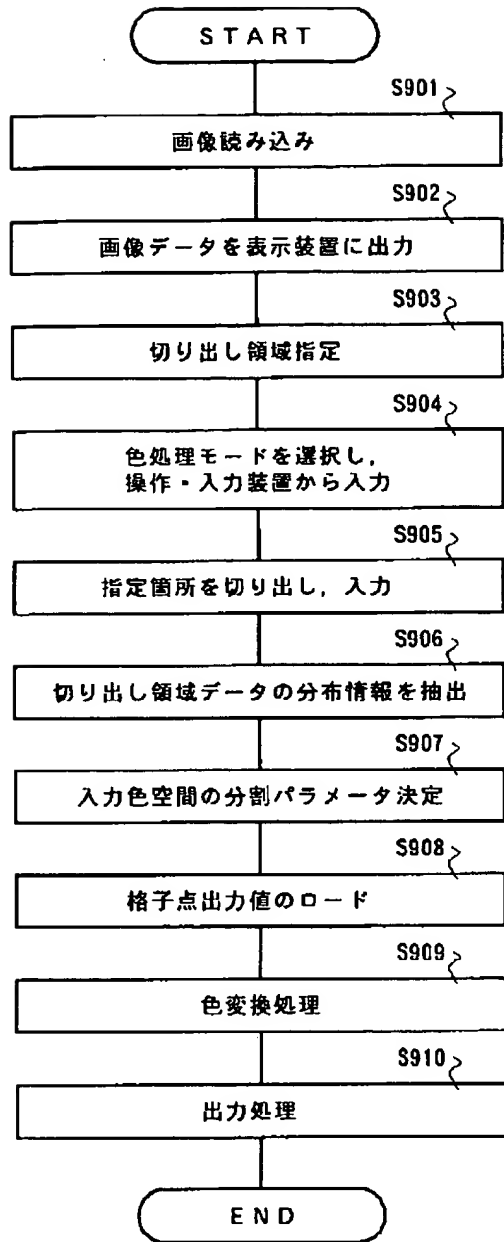 START
S901
画像読み込み
S902
画像データを表示装置に出力
S903
切り出し領域指定
S904
色処理モードを選択し,
操作・入力装置から入力
S905
指定箇所を切り出し, 入力
S906
切り出し領域データの分布情報を抽出
S907
入力色空間の分割パラメータ決定
S908
格子点出力値のロード
S909
色変換処理
S910
出力処理
END